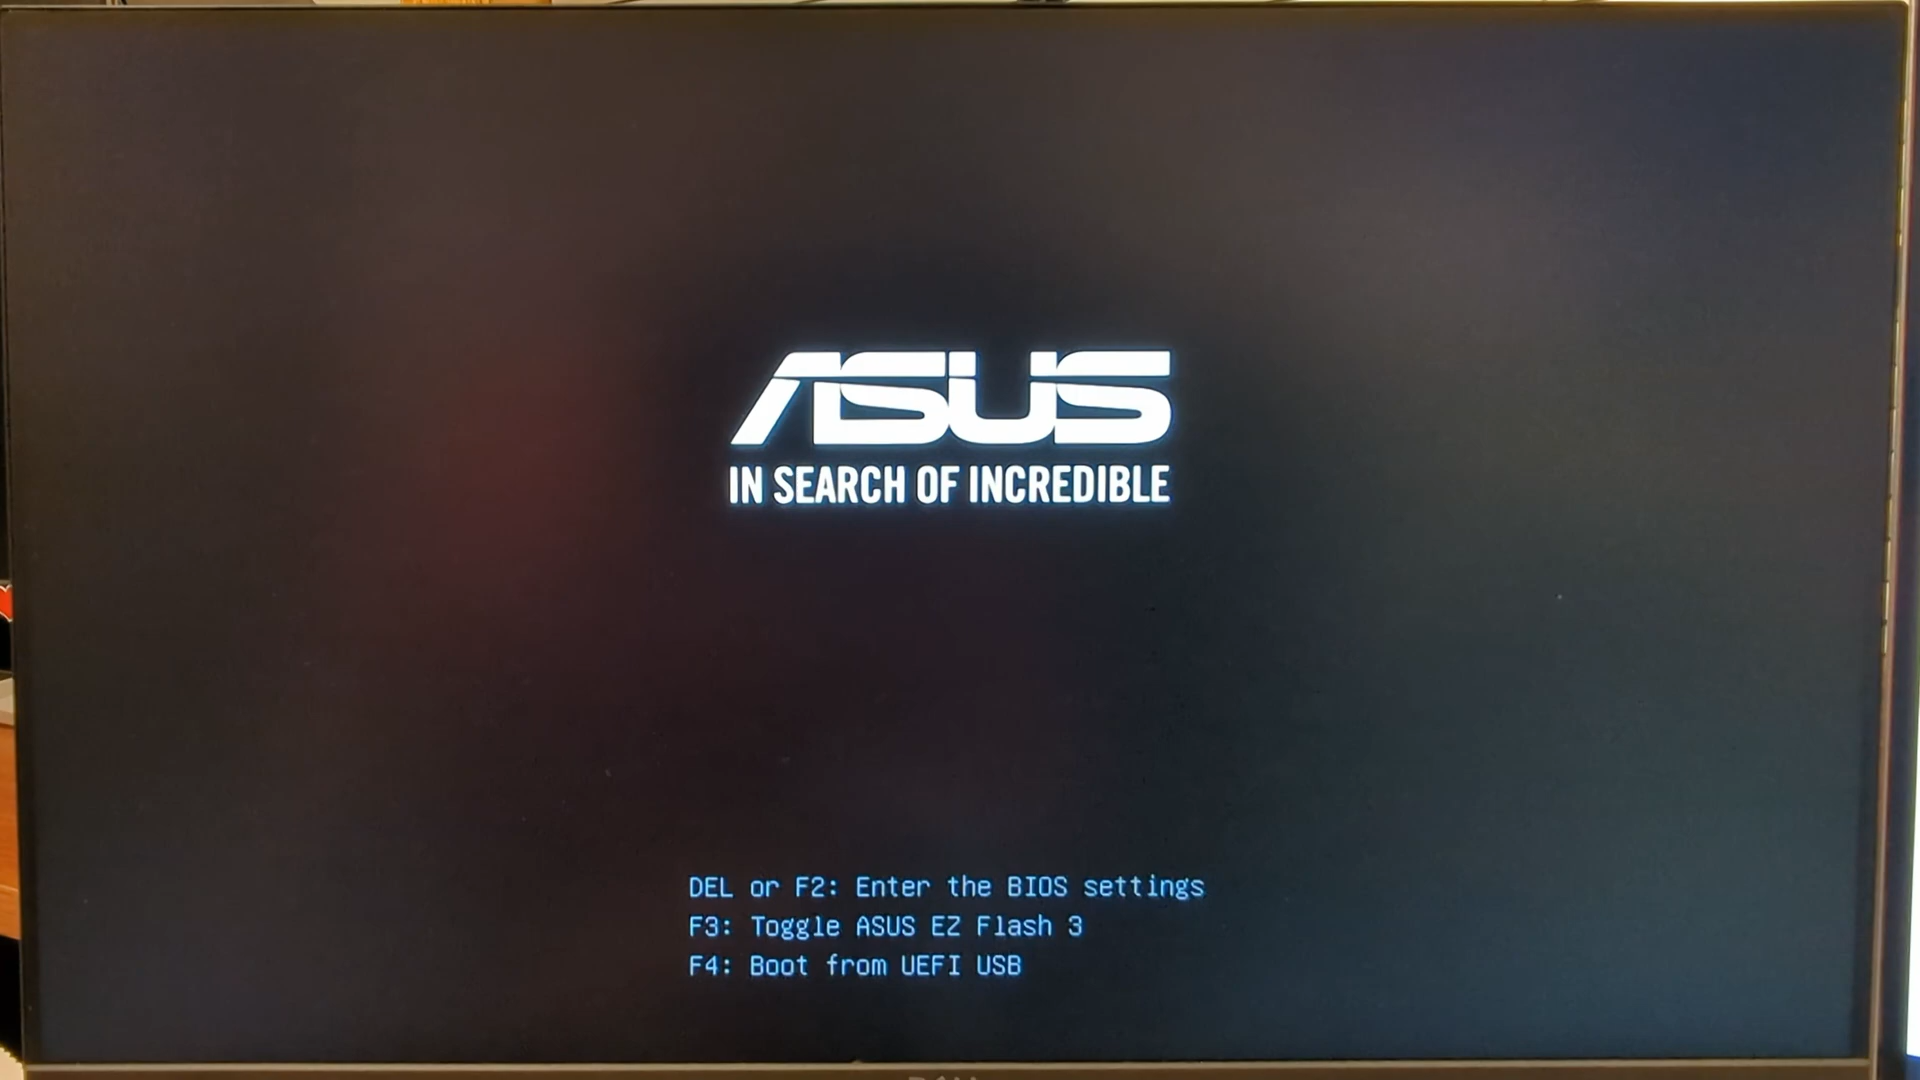 ASUS
IN SEARCH OF INCREDIBLE
DEL or F2: Enter the BIOS settings
F3: Toggle ASUS EZ Flash 3
F4: Boot from UEFI USB